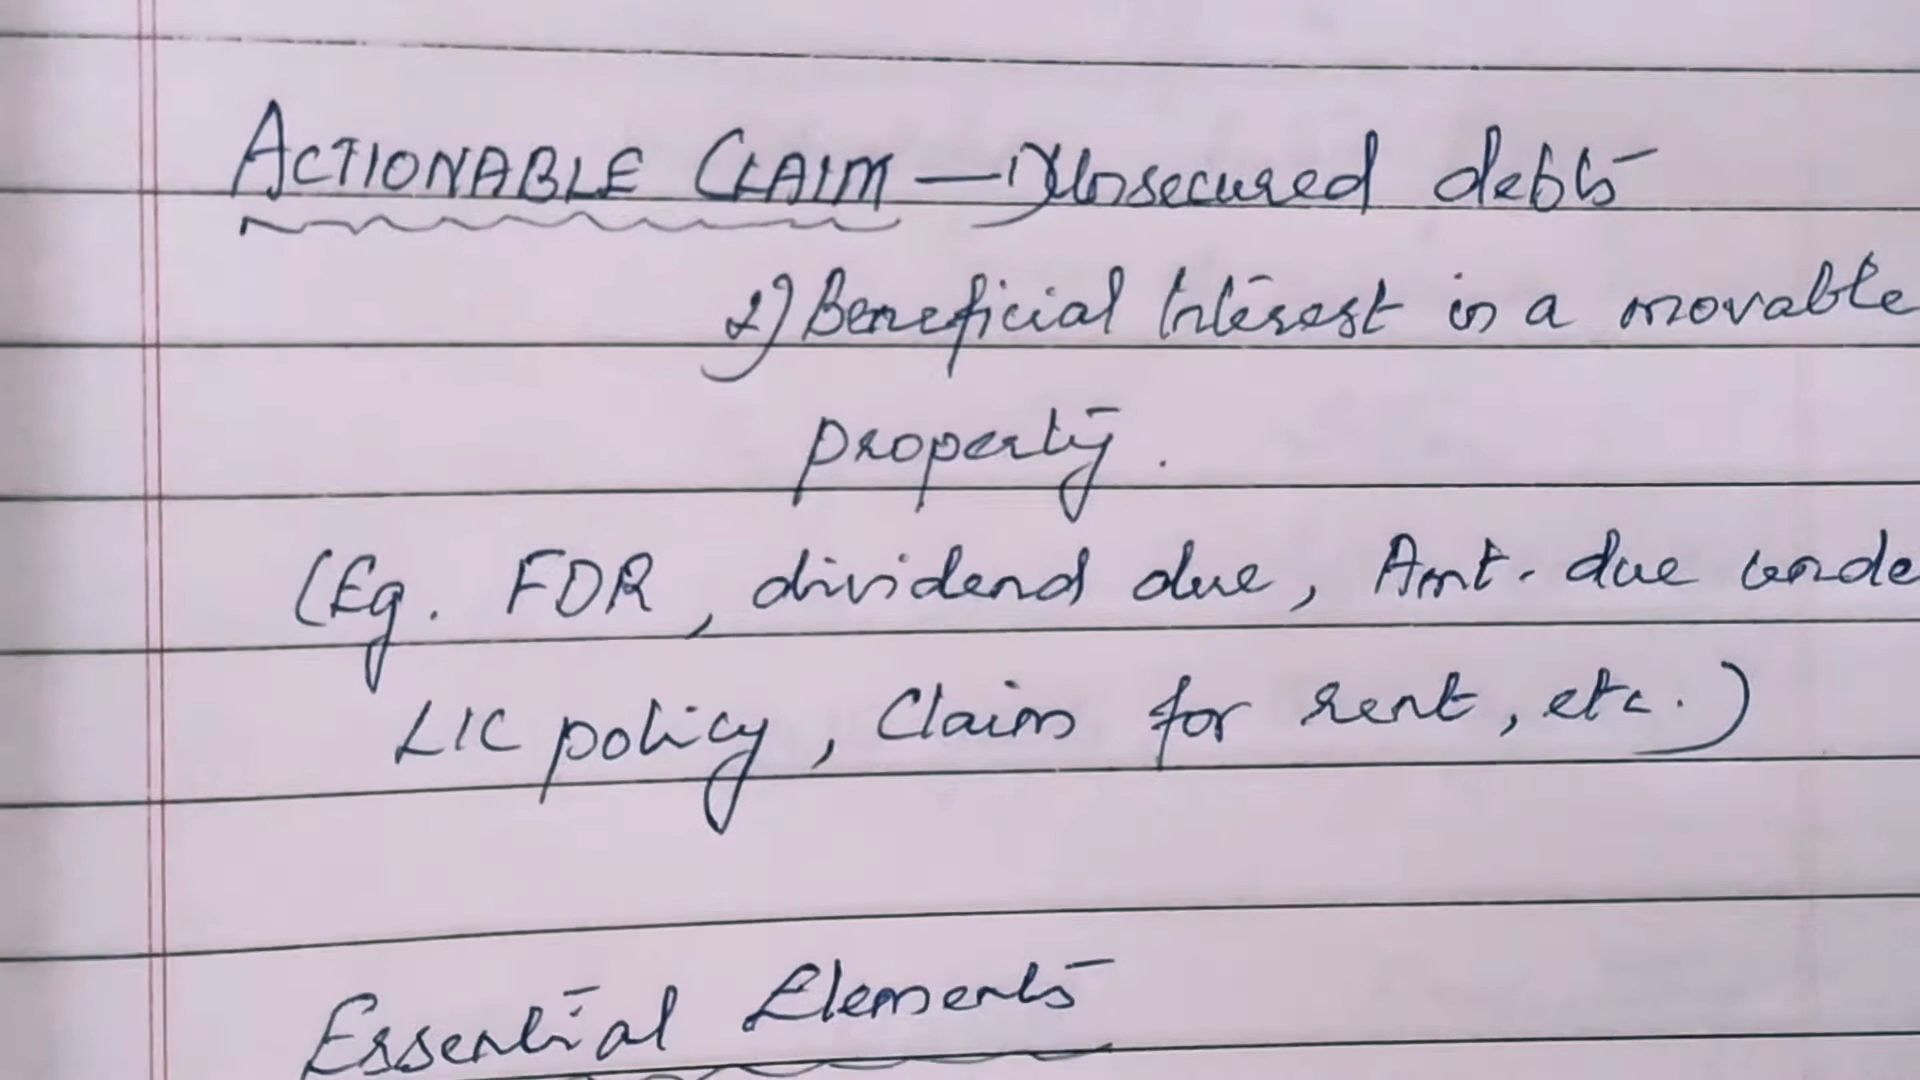 ACTIONABLE CLAIM — 1) Unsecured debts
2) Beneficial Interest in a movable
property.
(Eg. FDR, dividend due, Amt. due unde
LIC policy, Claim for rent, etc.)
Essential Elements